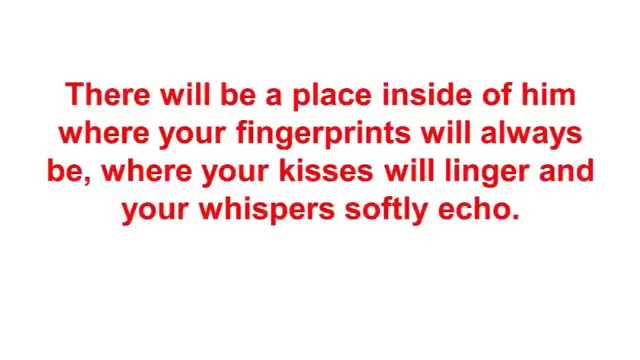 There will be a place inside of him
where your fingerprints will always
be, where your kisses will linger and
your whispers softly echo.